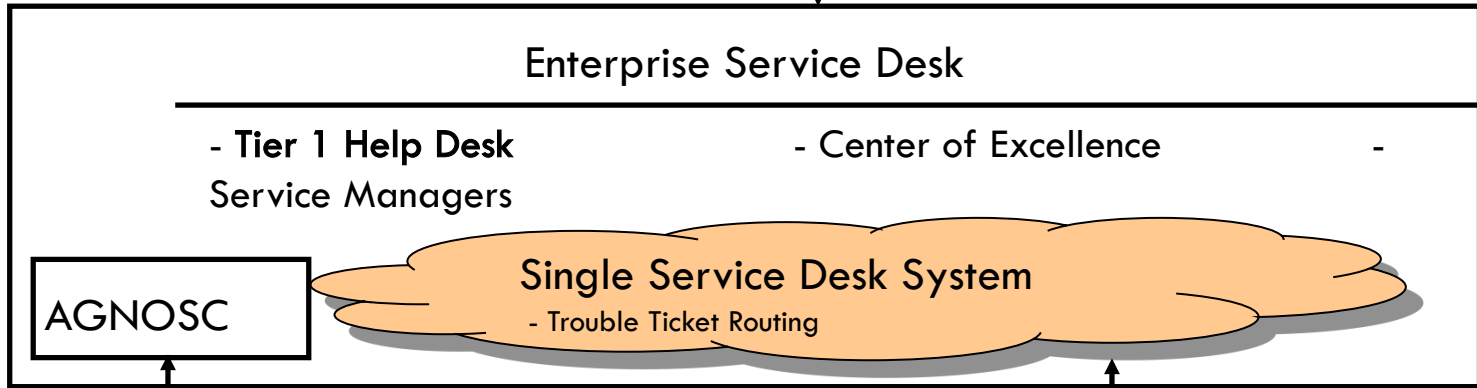 Enterprise Service Desk
- Tier 1 Help Desk - Center of Excellence -
Service Managers
Single Service Desk System
- Trouble Ticket Routing
AGNOSC